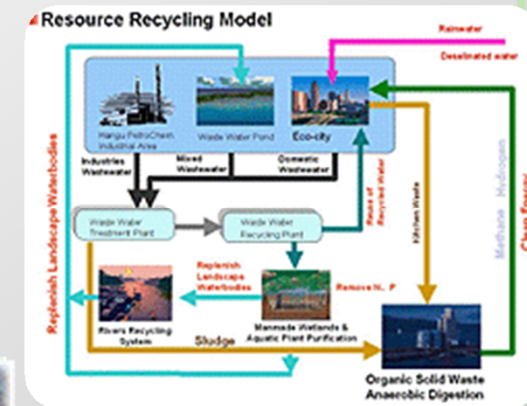 Resource Recycling Model
Rainwater
Desalinated water
Hangu PetroChem
Industrial Area
Waste Water Pond
Eco-city
Industries
Wastewater
Mixed
Wastewater
Domestic
Wastewater
Reuse of
Recycled Water
Kitchen Waste
Methane Hydrogen
Clean Energy
Replenish Landscape Waterbodies
Waste Water
Treatment Plant
Waste Water
Recycling Plant
Replenish
Landscape
Waterbodies
Remove N, P
Rivers Recycling
System
Sludge
Manmade Wetlands &
Aquatic Plant Purification
Organic Solid Waste
Anaerobic Digestion